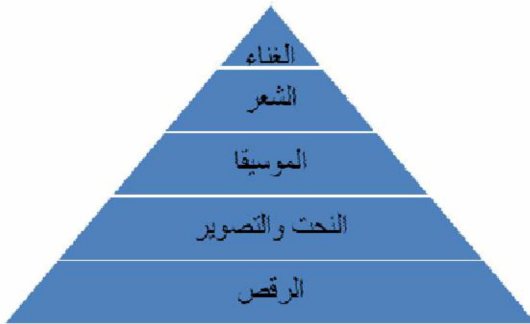 الغناء
الشعر
الموسيقا
النحت والتصوير
الرقص